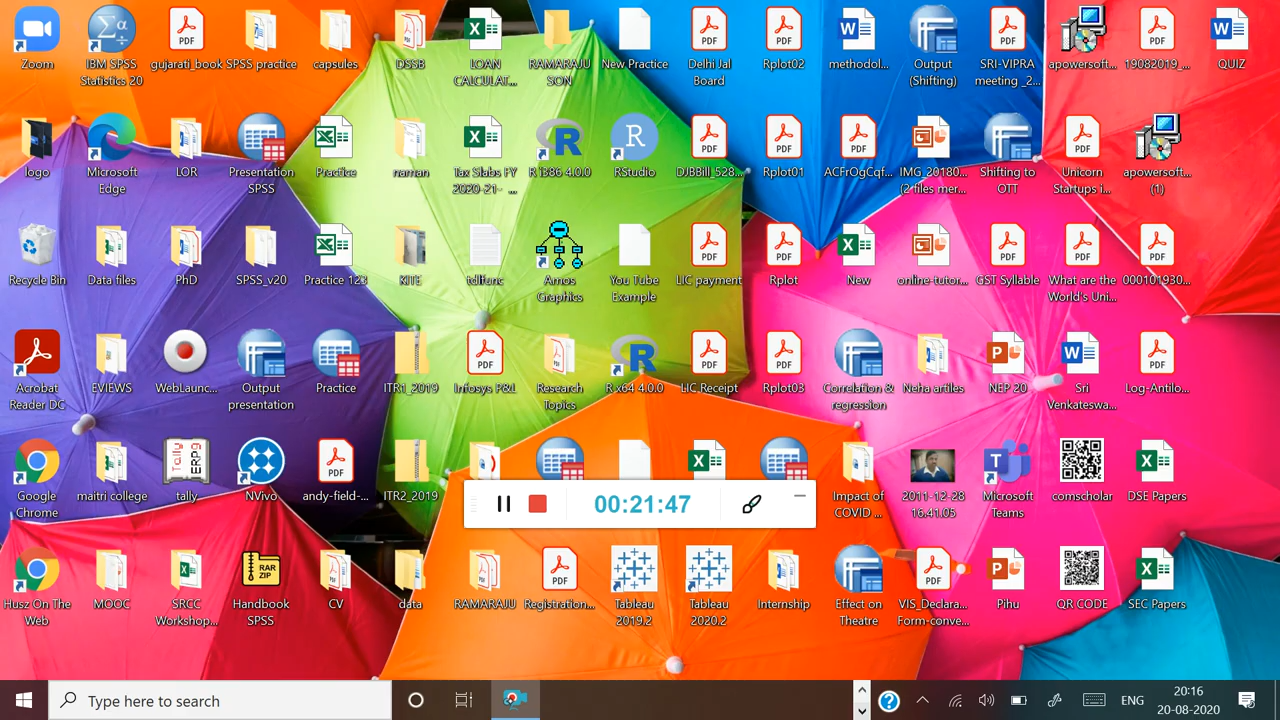 Zoom
IBM SPSS
Statistics 20
gujarati_book
SPSS practice
capsules
DSSB
LOAN
CALCULAT...
RAMARAJU
SON
New Practice
Delhi Jal
Board
Rplot02
methodol...
Output
(Shifting)
SRI-VIPRA
meeting _2...
apowersoft...
19082019_...
QUIZ
logo
Microsoft
Edge
LOR
Presentation
SPSS
Practice
naman
Tax Slabs FY
2020-21- ...
R i386 4.0.0
RStudio
DJBBill_528...
Rplot01
ACFrOgCqf...
IMG_20180...
(2 files mer...
Shifting to
OTT
Unicorn
Startups i...
apowersoft...
(1)
Recycle Bin
Data files
PhD
SPSS_v20
Practice 123
KITE
tdlfunc
Amos
Graphics
You Tube
Example
LIC payment
Rplot
New
online-tutor...
GST Syllable
What are the
World's Uni...
000101930...
Acrobat
Reader DC
EVIEWS
WebLaunc...
Output
presentation
Practice
ITR1_2019
Infosys P&L
Research
Topics
R x64 4.0.0
LIC Receipt
Rplot03
Correlation &
regression
Neha artiles
NEP 20
Sri
Venkateswa...
Log-Antilo...
Google
Chrome
maitri college
tally
NVivo
andy-field-...
ITR2_2019
00:21:47
Impact of
COVID ...
2011-12-28
16.41.05
Microsoft
Teams
comscholar
DSE Papers
Husz On The
Web
MOOC
SRCC
Workshop...
Handbook
SPSS
CV
data
RAMARAJU
Registration...
Tableau
2019.2
Tableau
2020.2
Internship
Effect on
Theatre
VIS_Declara...
Form-conve...
Pihu
QR CODE
SEC Papers
Type here to search
ENG
20:16
20-08-2020